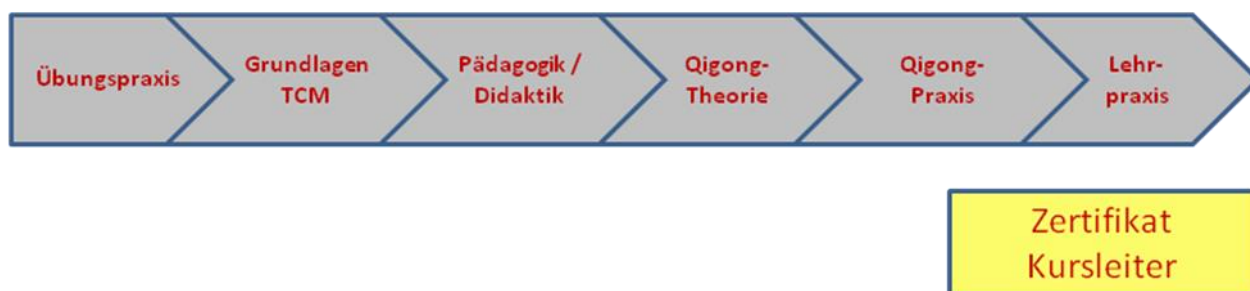 Übungspraxis
Grundlagen
TCM
Pädagogik /
Didaktik
Qigong-
Theorie
Qigong-
Praxis
Lehr-
praxis
Zertifikat
Kursleiter